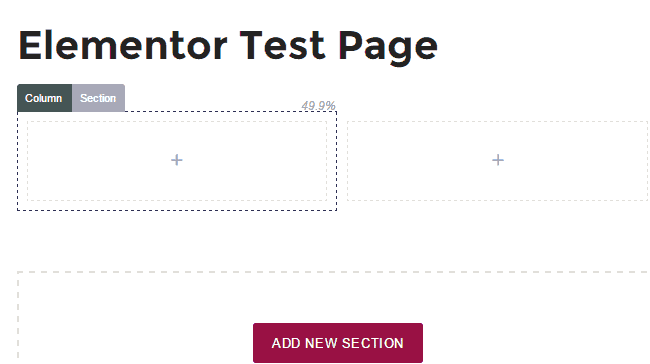 Elementor Test Page
Column Section
49.9%
+ +
ADD NEW SECTION